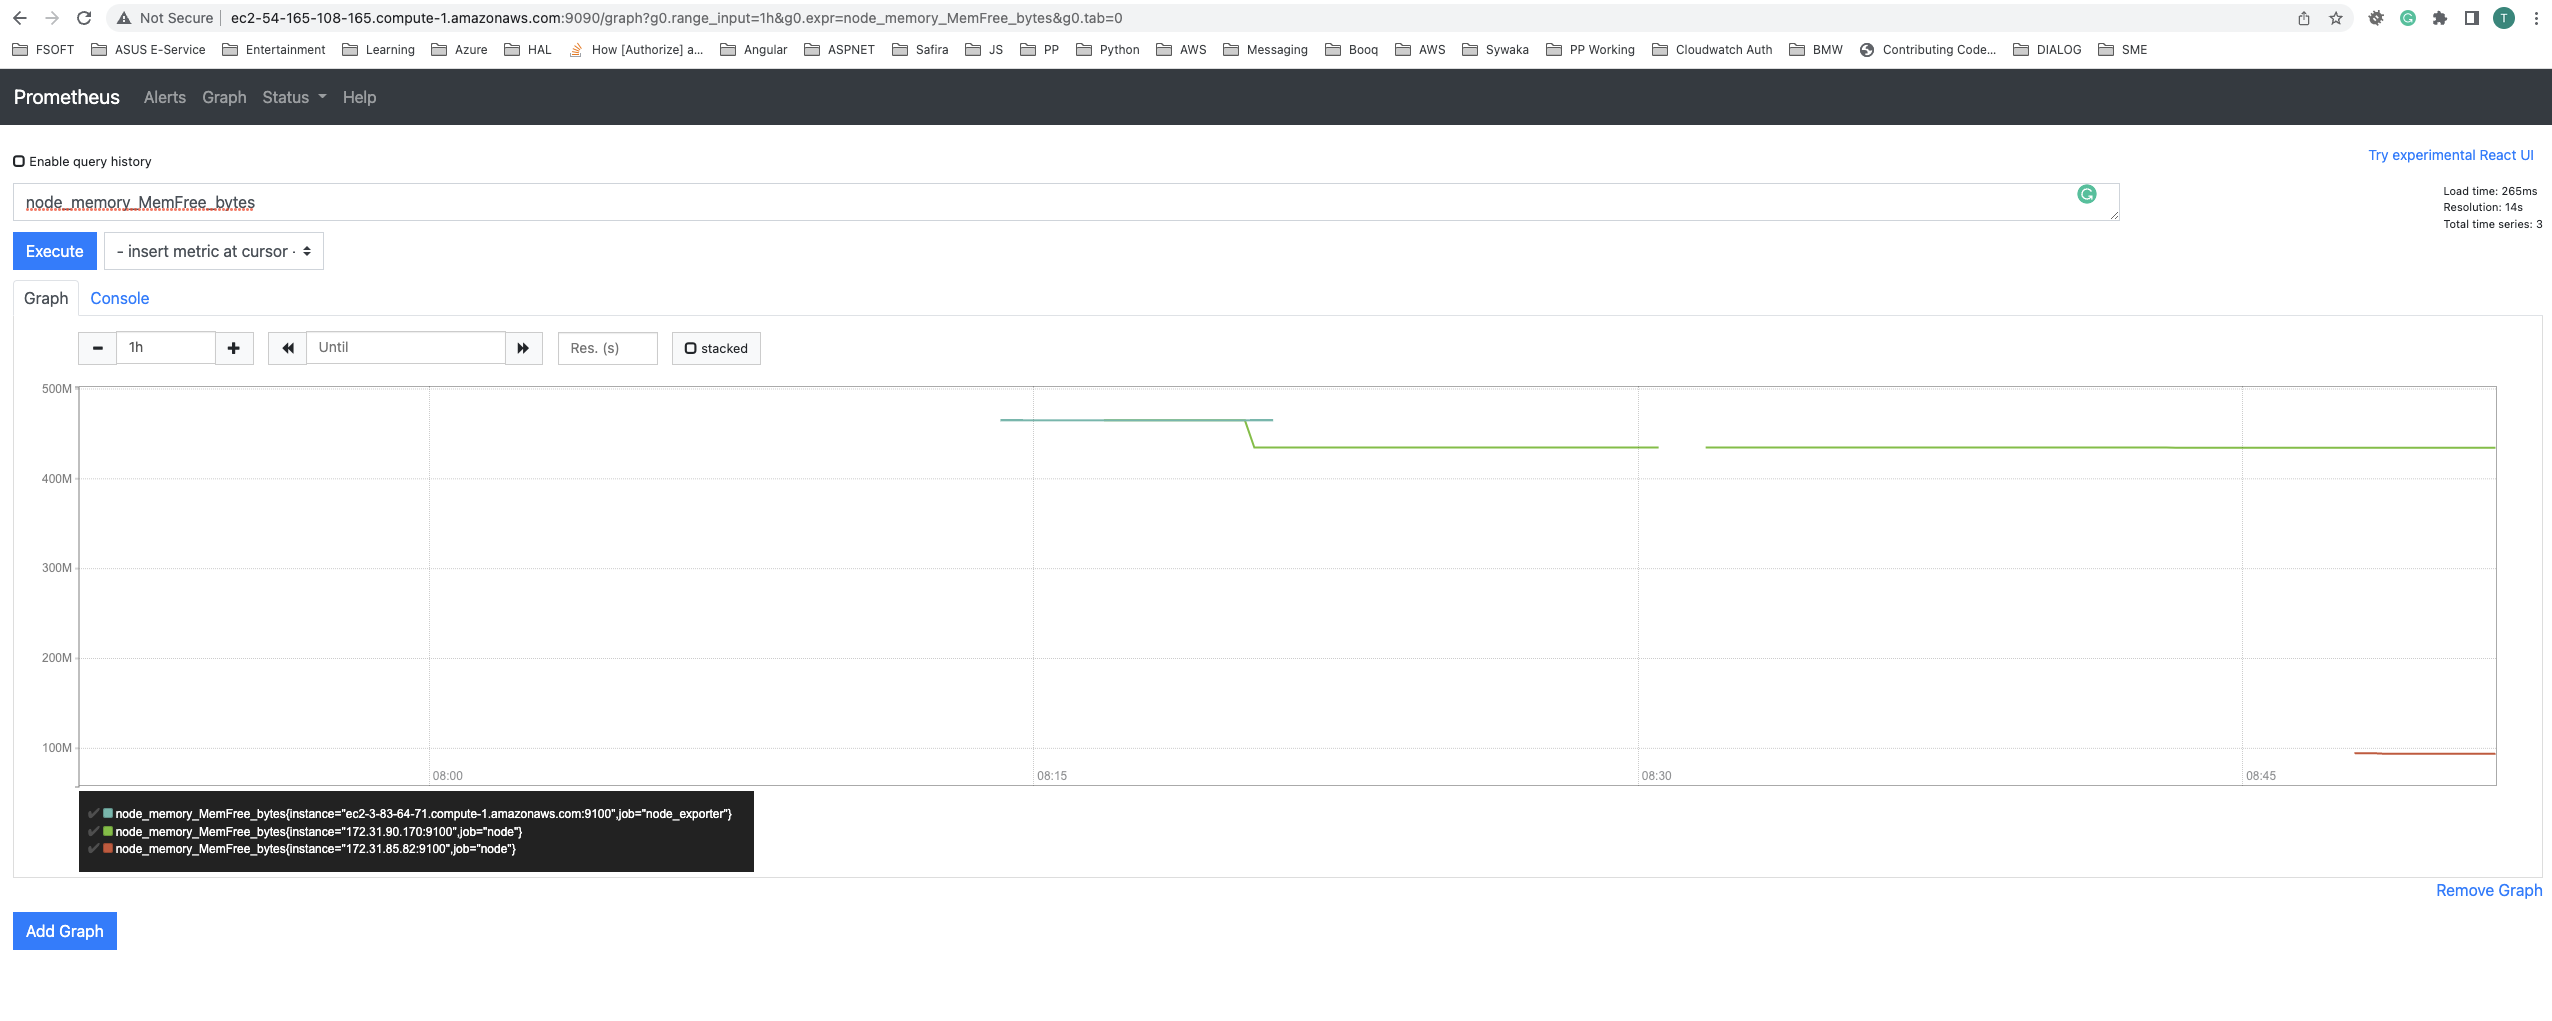 Not Secure ec2-54-165-108-165.compute-1.amazonaws.com:9090/graph?g0.range_input=1h&g0.expr=node_memory_MemFree_bytes&g0.tab=0 T
FSOFT ASUS E-Service Entertainment Learning Azure HAL How [Authorize] a... Angular ASPNET Safira JS PP Python AWS Messaging Booq AWS Sywaka PP Working Cloudwatch Auth BMW Contributing Code... DIALOG SME
Prometheus Alerts Graph Status Help
Enable query history
Try experimental React UI
node_memory_MemFree_bytes
Load time: 265ms
Resolution: 14s
Total time series: 3
Execute - insert metric at cursor -
Graph Console
1h Until Res. (s) stacked
500M
400M
300M
200M
100M
08:00 08:15 08:30 08:45
node_memory_MemFree_bytes{instance="ec2-3-83-64-71.compute-1.amazonaws.com:9100",job="node_exporter"}
node_memory_MemFree_bytes{instance="172.31.90.170:9100",job="node"}
node_memory_MemFree_bytes{instance="172.31.85.82:9100",job="node"}
Remove Graph
Add Graph